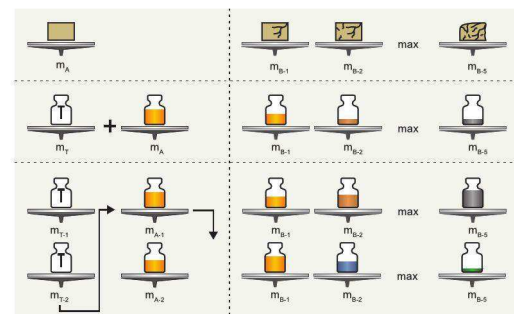 max
m_A m_B-1 m_B-2 m_B-5
T + max
m_T m_A m_B-1 m_B-2 m_B-5
T max
m_T-1 m_A-1 m_B-1 m_B-2 m_B-5
T max
m_T-2 m_A-2 m_B-1 m_B-2 m_B-5